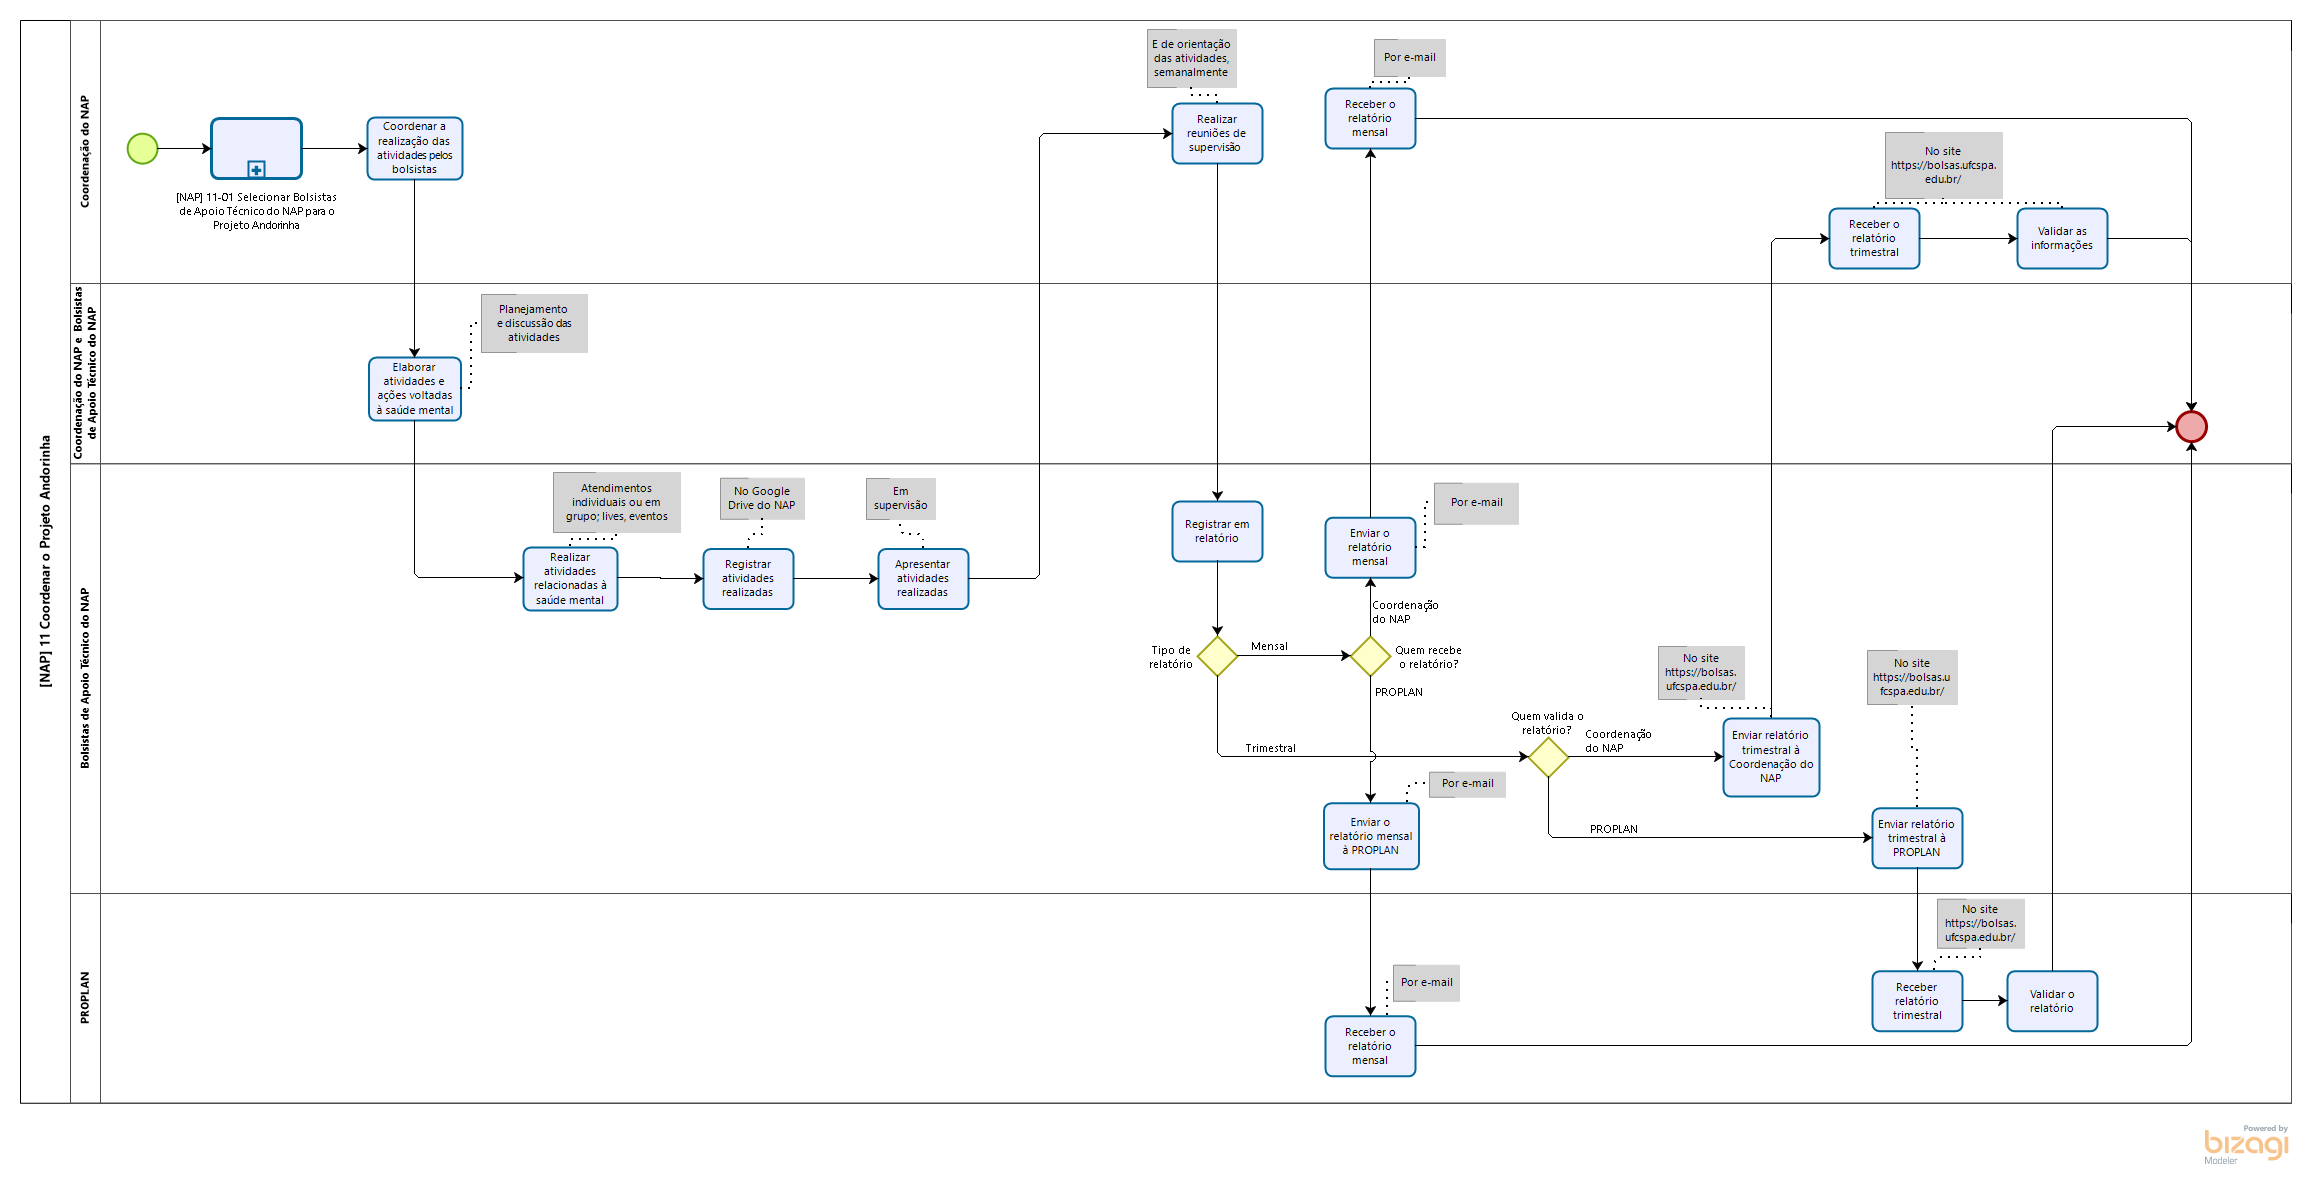 [NAP] 11 Coordenar o Projeto Andorinha
Coordenação do NAP
[NAP] 11-01 Selecionar Bolsistas
de Apoio Técnico do NAP para o
Projeto Andorinha
Coordenar a
realização das
atividades pelos
bolsistas
E de orientação
das atividades,
semanalmente
Realizar
reuniões de
supervisão
Por e-mail
Receber o
relatório
mensal
No site
https://bolsas.ufcspa.
edu.br/
Receber o
relatório
trimestral
Validar as
informações
Coordenação do NAP e Bolsistas
de Apoio Técnico do NAP
Planejamento
e discussão das
atividades
Elaborar
atividades e
ações voltadas
à saúde mental
Bolsistas de Apoio Técnico do NAP
Atendimentos
individuais ou em
grupo; lives, eventos
Realizar
atividades
relacionadas à
saúde mental
No Google
Drive do NAP
Registrar
atividades
realizadas
Em
supervisão
Apresentar
atividades
realizadas
Registrar em
relatório
Por e-mail
Enviar o
relatório
mensal
Coordenação
do NAP
Tipo de
relatório
Mensal
Quem recebe
o relatório?
PROPLAN
Trimestral
Quem valida o
relatório?
Coordenação
do NAP
No site
https://bolsas.
ufcspa.edu.br/
Enviar relatório
trimestral à
Coordenação do
NAP
No site
https://bolsas.u
fcspa.edu.br/
Por e-mail
Enviar o
relatório mensal
à PROPLAN
PROPLAN
Enviar relatório
trimestral à
PROPLAN
PROPLAN
Por e-mail
Receber o
relatório
mensal
No site
https://bolsas.
ufcspa.edu.br/
Receber
relatório
trimestral
Validar o
relatório
Powered by
bizagi
Modeler